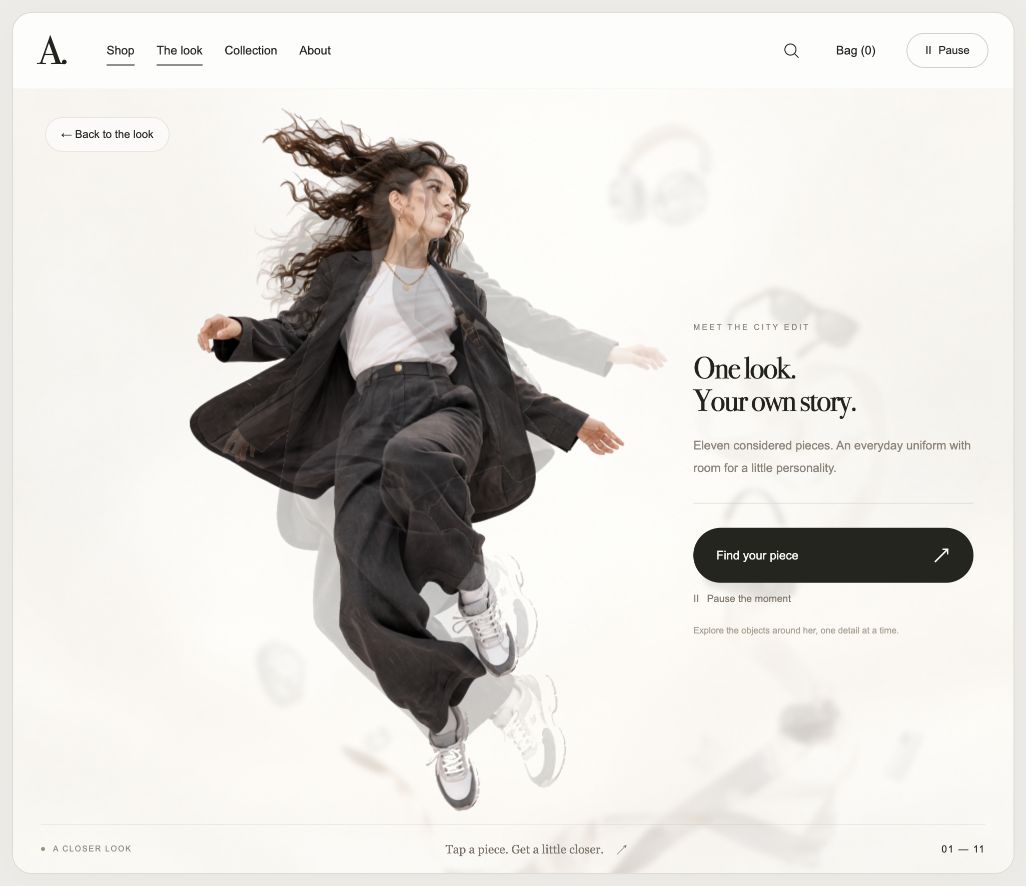 A.
Shop
The look
Collection
About
Bag (0)
Pause
← Back to the look
MEET THE CITY EDIT
One look.
Your own story.
Eleven considered pieces. An everyday uniform with
room for a little personality.
Find your piece ↗
Pause the moment
Explore the objects around her, one detail at a time.
A CLOSER LOOK
Tap a piece. Get a little closer. ↗
01 — 11